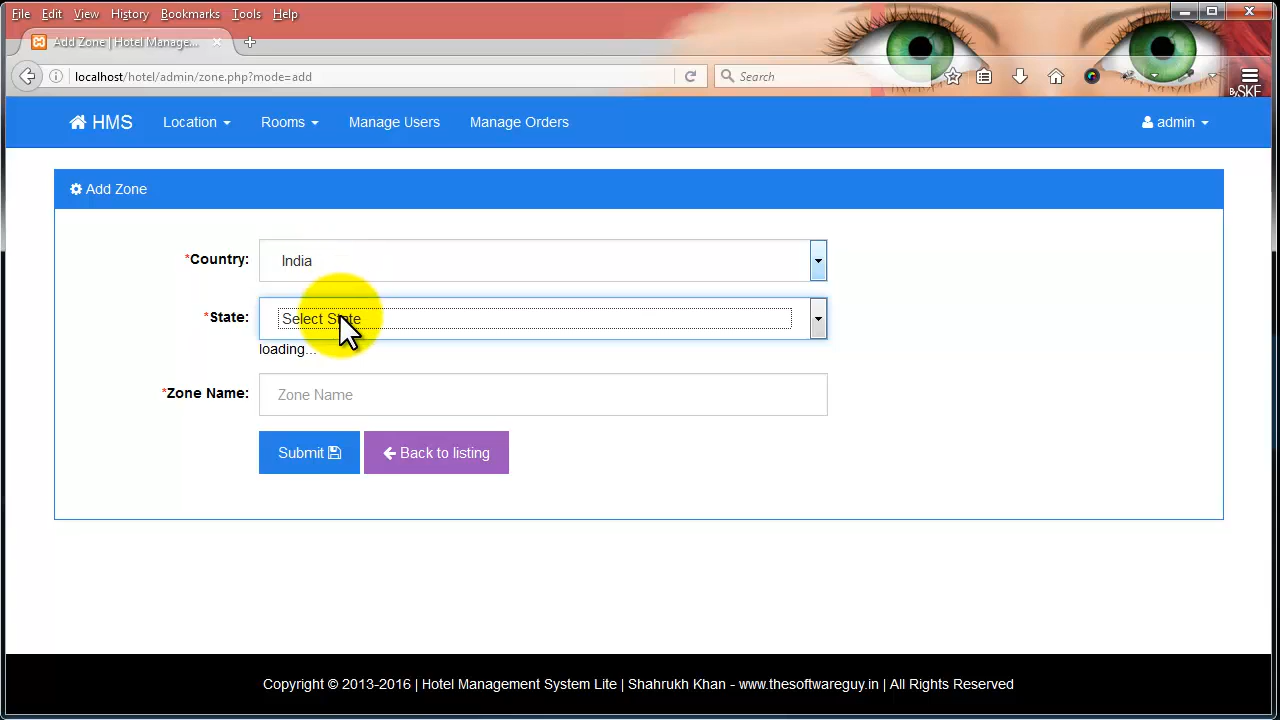 File Edit View History Bookmarks Tools Help
Add Zone | Hotel Manage...
localhost/hotel/admin/zone.php?mode=add
Search
By SKE
HMS Location Rooms Manage Users Manage Orders admin
Add Zone
*Country: India
*State: Select State
loading...
*Zone Name: Zone Name
Submit Back to listing
Copyright © 2013-2016 | Hotel Management System Lite | Shahrukh Khan - www.thesoftwareguy.in | All Rights Reserved